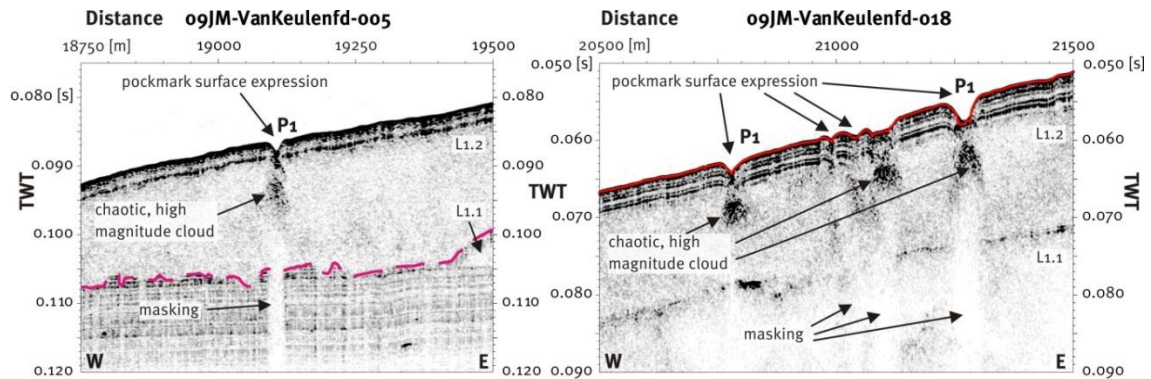 Distance 09JM-VanKeulenfd-005
18750 [m] 19000 19250 19500
pockmark surface expression
P1
0.080 [s]
0.090
0.100
0.110
0.120
TWT
chaotic, high
magnitude cloud
masking
L1.2
L1.1
W
E
0.080
0.090
0.100
0.110
0.120
Distance 09JM-VanKeulenfd-018
20500 [m] 21000 21500
pockmark surface expression
P1
P1
0.050 [s]
0.060
0.070
0.080
0.090
TWT
chaotic, high
magnitude cloud
masking
L1.2
L1.1
W
E
0.050 [s]
0.060
0.070
0.080
0.090
TWT